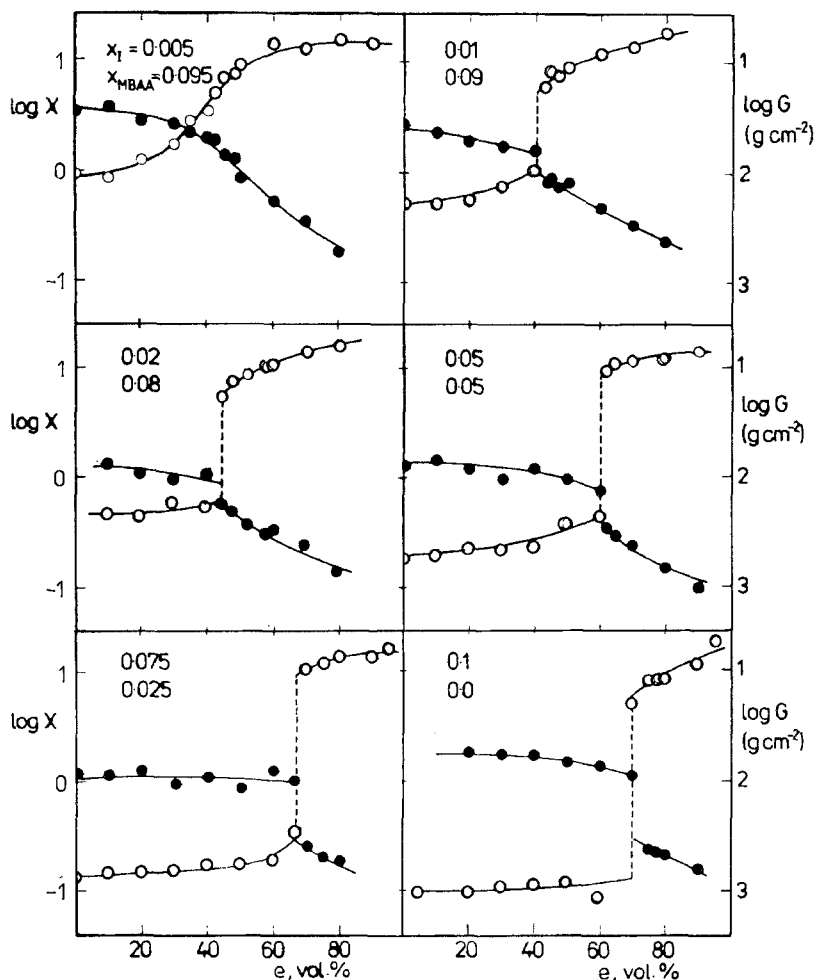 x_I = 0·005
x_MBAA = 0·095
0·01
0·09
log X
1
0
-1
log G
(g cm⁻²)
1
2
3
0·02
0·08
0·05
0·05
log X
1
0
-1
log G
(g cm⁻²)
1
2
3
0·075
0·025
0·1
0·0
log X
1
0
-1
log G
(g cm⁻²)
1
2
3
20 40 60 80
20 40 60 80
e, vol.%
e, vol.%